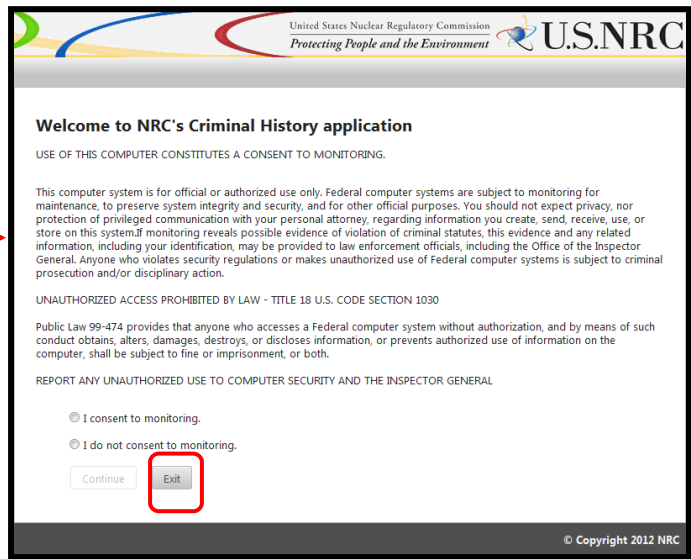 United States Nuclear Regulatory Commission
Protecting People and the Environment
U.S.NRC
Welcome to NRC's Criminal History application
USE OF THIS COMPUTER CONSTITUTES A CONSENT TO MONITORING.
This computer system is for official or authorized use only. Federal computer systems are subject to monitoring for
maintenance, to preserve system integrity and security, and for other official purposes. You should not expect privacy, nor
protection of privileged communication with your personal attorney, regarding information you create, send, receive, use, or
store on this system.If monitoring reveals possible evidence of violation of criminal statutes, this evidence and any related
information, including your identification, may be provided to law enforcement officials, including the Office of the Inspector
General. Anyone who violates security regulations or makes unauthorized use of Federal computer systems is subject to criminal
prosecution and/or disciplinary action.
UNAUTHORIZED ACCESS PROHIBITED BY LAW - TITLE 18 U.S. CODE SECTION 1030
Public Law 99-474 provides that anyone who accesses a Federal computer system without authorization, and by means of such
conduct obtains, alters, damages, destroys, or discloses information, or prevents authorized use of information on the
computer, shall be subject to fine or imprisonment, or both.
REPORT ANY UNAUTHORIZED USE TO COMPUTER SECURITY AND THE INSPECTOR GENERAL
I consent to monitoring.
I do not consent to monitoring.
Continue Exit
© Copyright 2012 NRC